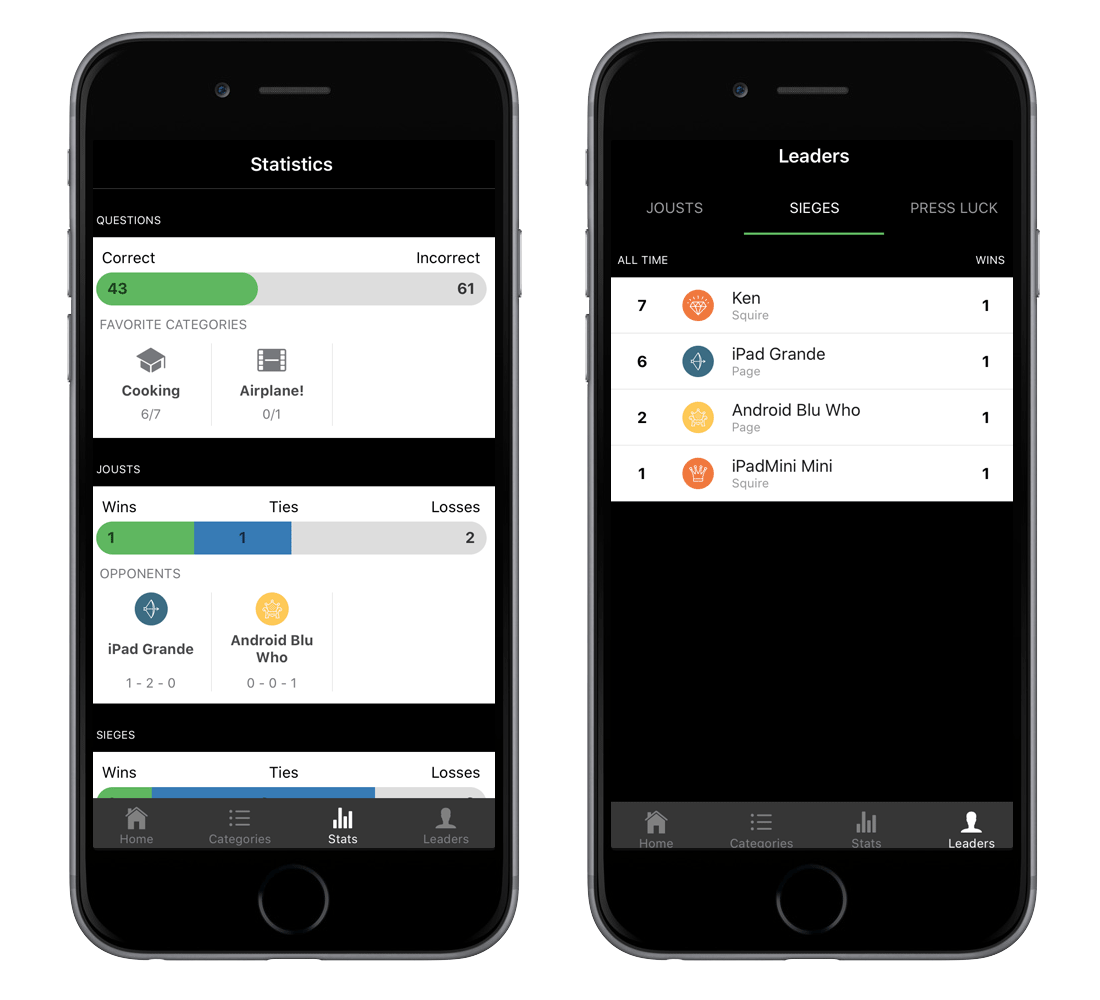 Statistics
QUESTIONS
Correct Incorrect
43 61
FAVORITE CATEGORIES
Cooking Airplane!
6/7 0/1
JOUSTS
Wins Ties Losses
1 1 2
OPPONENTS
iPad Grande Android Blu
Who
1 - 2 - 0 0 - 0 - 1
SIEGES
Wins Ties Losses
Home Categories Stats Leaders
Leaders
JOUSTS SIEGES PRESS LUCK
ALL TIME WINS
7 Ken 1
Squire
6 iPad Grande 1
Page
2 Android Blu Who 1
Page
1 iPadMini Mini 1
Squire
Home Categories Stats Leaders